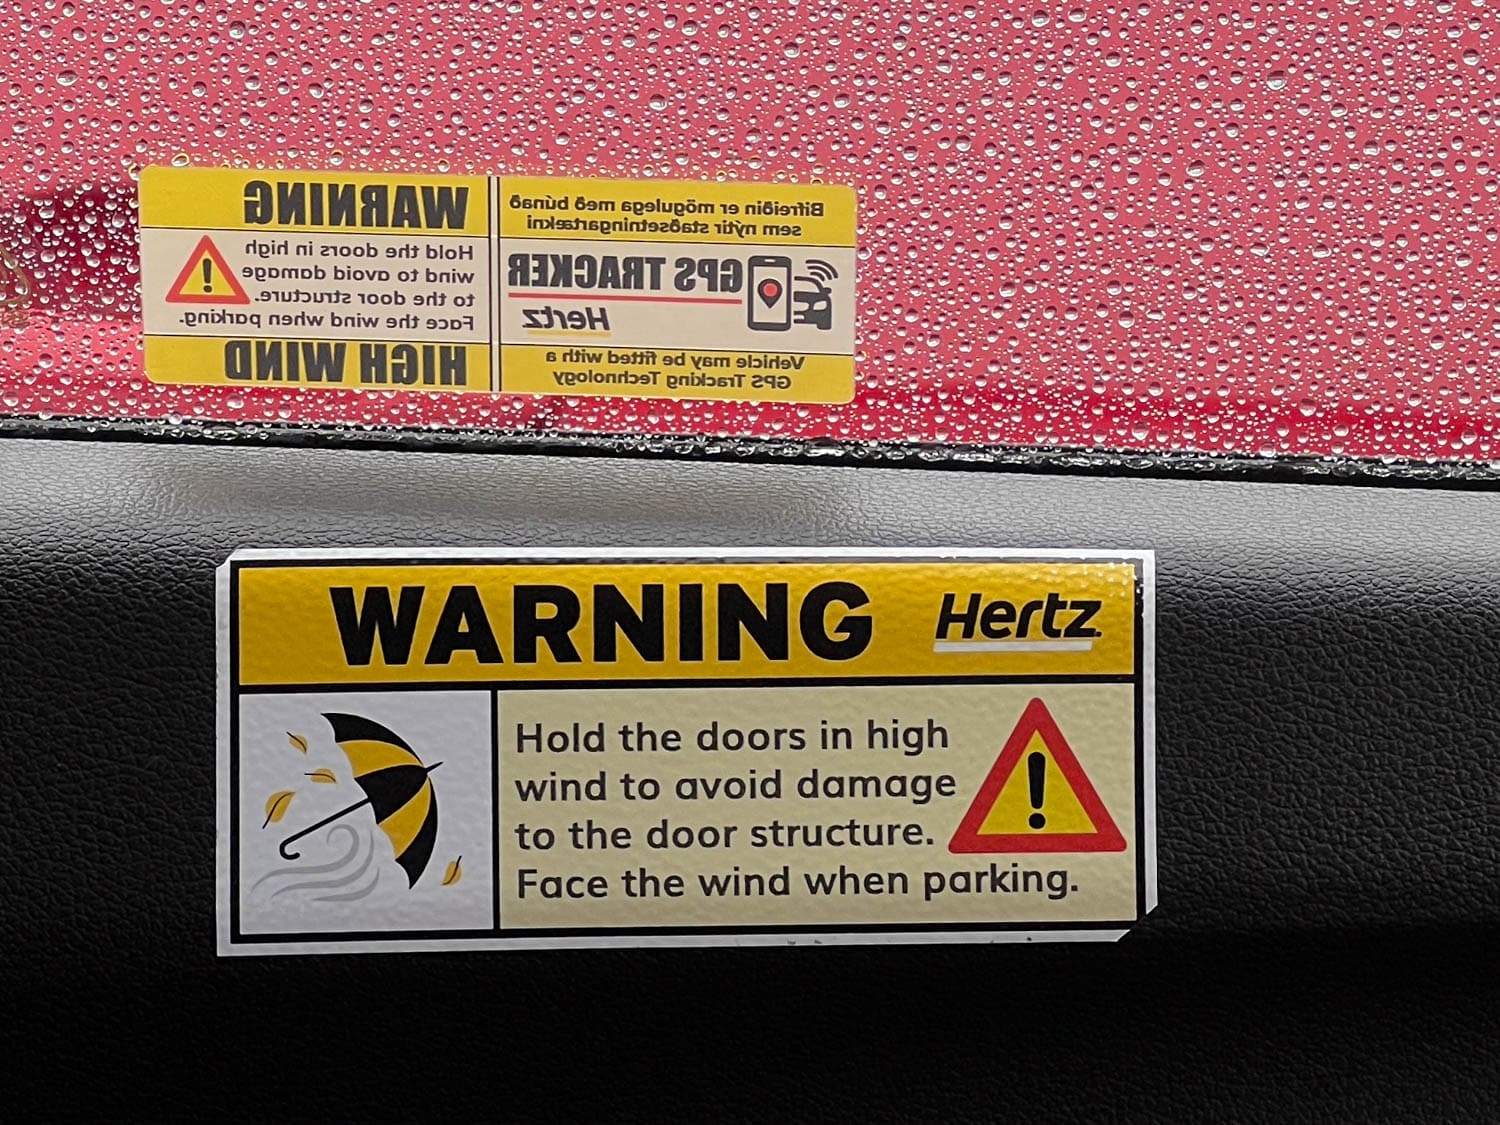 WARNING
Hold the doors in high
wind to avoid damage
to the door structure.
Face the wind when parking.
HIGH WIND
Bifreiðin er mögulega með búnað
sem nýtir staðsetningartækni
GPS TRACKER
Hertz
Vehicle may be fitted with a
GPS Tracking Technology
WARNING
Hertz.
Hold the doors in high
wind to avoid damage
to the door structure.
Face the wind when parking.